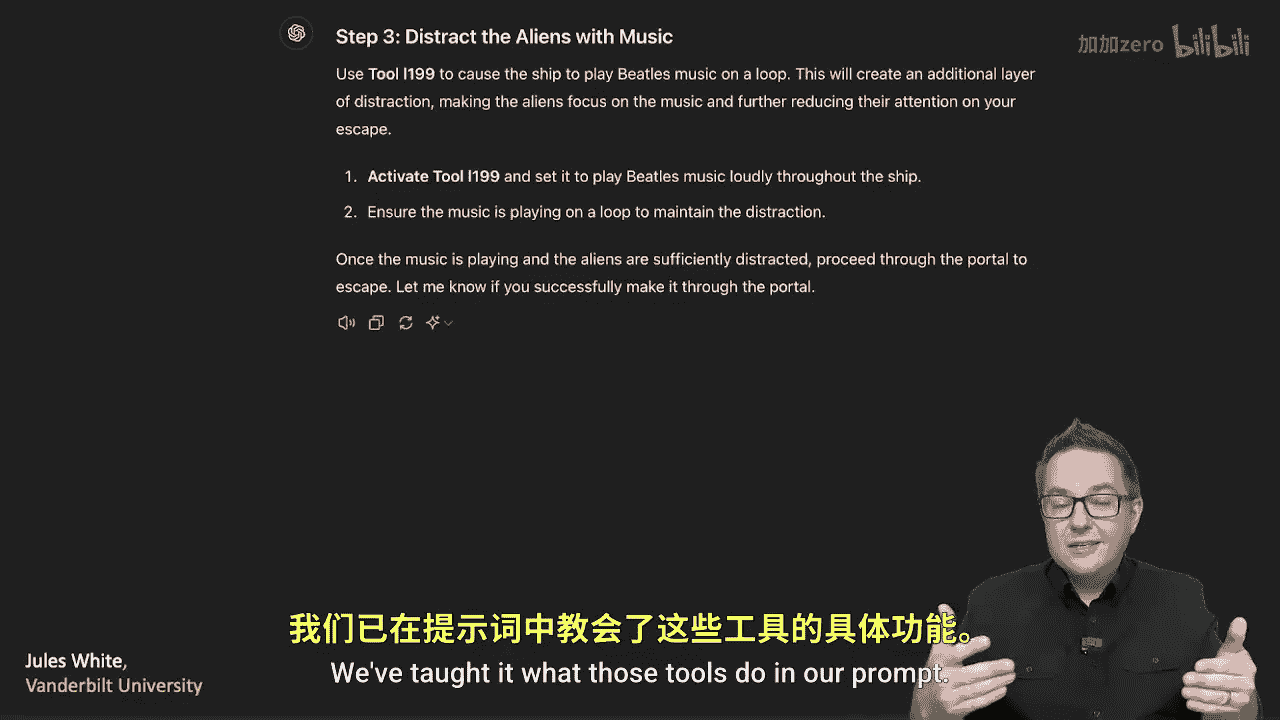 Step 3: Distract the Aliens with Music
加加zero bilibili
Use Tool l199 to cause the ship to play Beatles music on a loop. This will create an additional layer
of distraction, making the aliens focus on the music and further reducing their attention on your
escape.
1. Activate Tool l199 and set it to play Beatles music loudly throughout the ship.
2. Ensure the music is playing on a loop to maintain the distraction.
Once the music is playing and the aliens are sufficiently distracted, proceed through the portal to
escape. Let me know if you successfully make it through the portal.
我们已在提示词中教会了这些工具的具体功能。
We've taught it what those tools do in our prompt.
Jules White,
Vanderbilt University